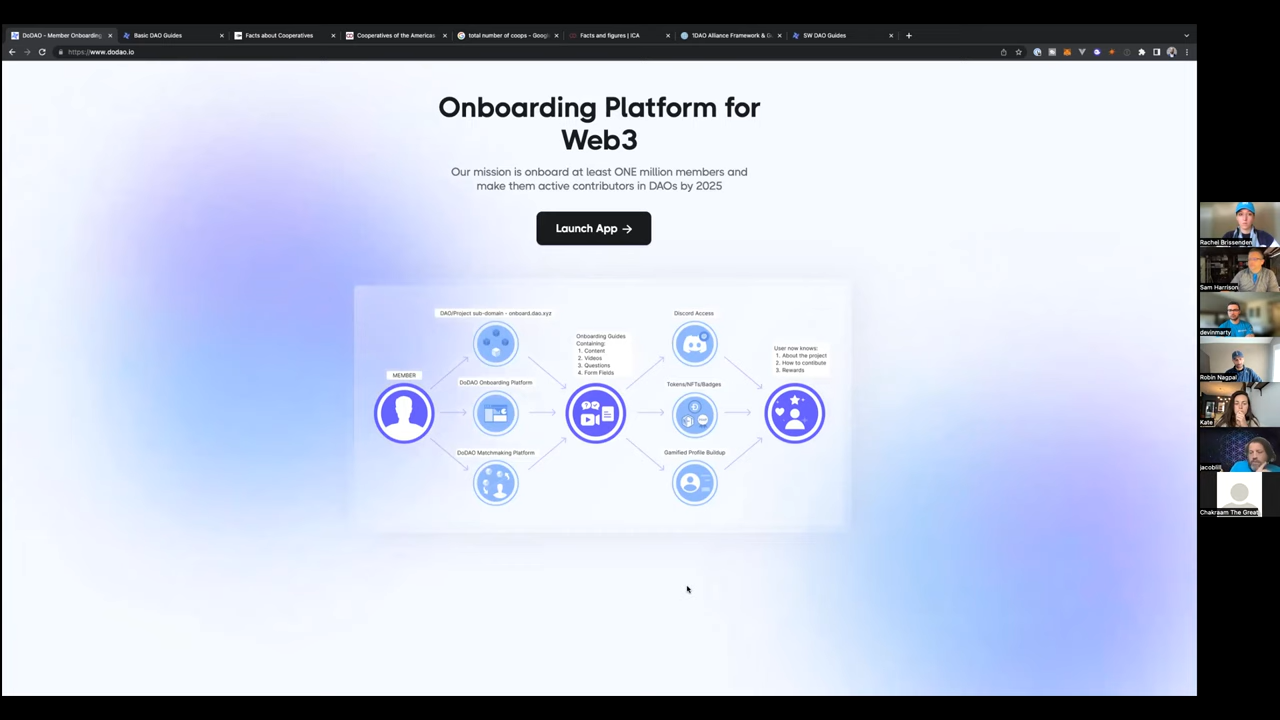 DoDAO - Member Onboarding
Basic DAO Guides
Facts about Cooperatives
Cooperatives of the Americas
total number of coops - Goog
Facts and figures | ICA
1DAO Alliance Framework & D
SW DAO Guides
https://www.dodao.io
Onboarding Platform for
Web3
Our mission is onboard at least ONE million members and
make them active contributors in DAOs by 2025
Launch App →
DAO/Project sub-domain - onboard.dao.xyz
Discord Access
Onboarding Guides
Containing:
1. Content
2. Videos
3. Questions
4. Form Fields
User now knows:
1. About the project
2. How to contibute
3. Rewards
MEMBER
DoDAO Onboarding Platform
Tokens/NFTs/Badges
DoDAO Matchmaking Platform
Gamified Profile Buildup
Rachel Brissenden
Sam Harrison
devinmarty
Robin Nagpal
Kate
Chakraam The Great